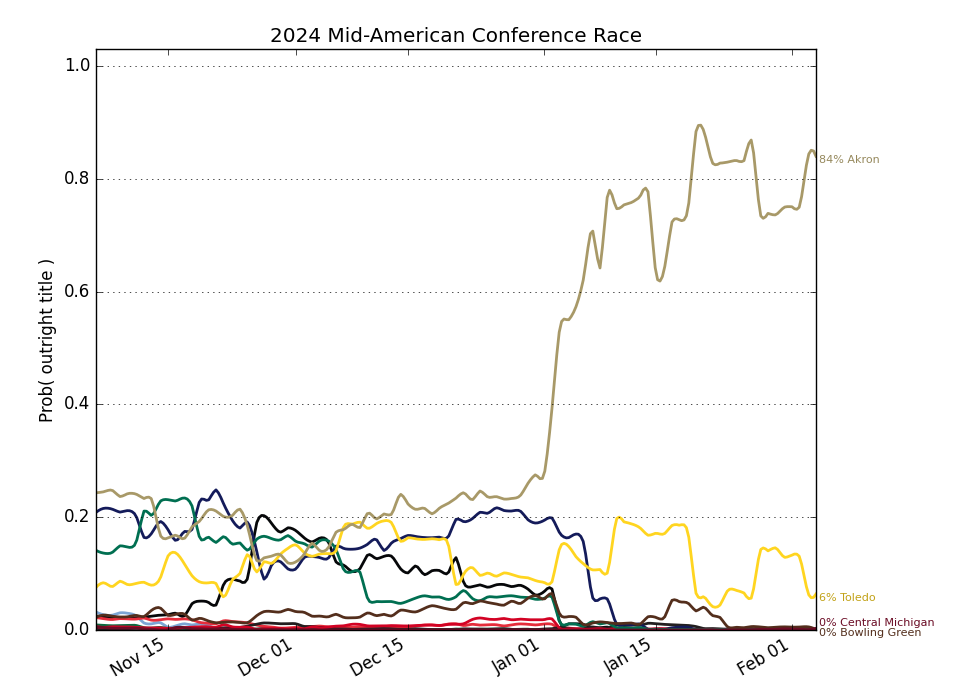 2024 Mid-American Conference Race
Prob( outright title )
1.0
0.8
0.6
0.4
0.2
0.0
84% Akron
6% Toledo
0% Central Michigan
0% Bowling Green
Nov 15
Dec 01
Dec 15
Jan 01
Jan 15
Feb 01